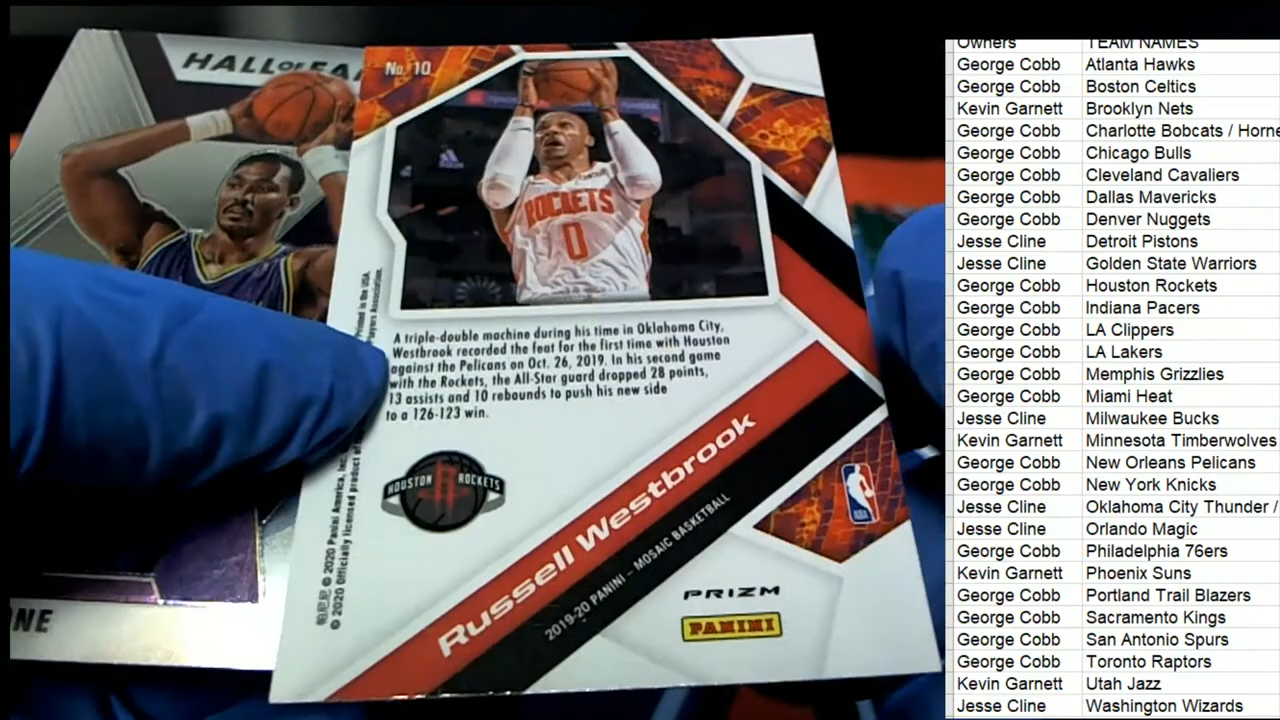 HALL OF FA
NE
No. 10
ROCKETS
0
A triple-double machine during his time in Oklahoma City,
Westbrook recorded the feat for the first time with Houston
against the Pelicans on Oct. 26, 2019. In his second game
with the Rockets, the All-Star guard dropped 28 points,
13 assists and 10 rebounds to push his new side
to a 126-123 win.
HOUSTON ROCKETS
Russell Westbrook
2019-20 PANINI – MOSAIC BASKETBALL
NBA
PRIZM
PANINI
© 2020 Panini America, Inc.
© 2020 Officially licensed product of
Printed in the USA
Players Association.
Owners TEAM NAMES
George Cobb Atlanta Hawks
George Cobb Boston Celtics
Kevin Garnett Brooklyn Nets
George Cobb Charlotte Bobcats / Horne
George Cobb Chicago Bulls
George Cobb Cleveland Cavaliers
George Cobb Dallas Mavericks
George Cobb Denver Nuggets
Jesse Cline Detroit Pistons
Jesse Cline Golden State Warriors
George Cobb Houston Rockets
George Cobb Indiana Pacers
George Cobb LA Clippers
George Cobb LA Lakers
George Cobb Memphis Grizzlies
George Cobb Miami Heat
Jesse Cline Milwaukee Bucks
Kevin Garnett Minnesota Timberwolves
George Cobb New Orleans Pelicans
George Cobb New York Knicks
Jesse Cline Oklahoma City Thunder /
Jesse Cline Orlando Magic
George Cobb Philadelphia 76ers
Kevin Garnett Phoenix Suns
George Cobb Portland Trail Blazers
George Cobb Sacramento Kings
George Cobb San Antonio Spurs
George Cobb Toronto Raptors
Kevin Garnett Utah Jazz
Jesse Cline Washington Wizards